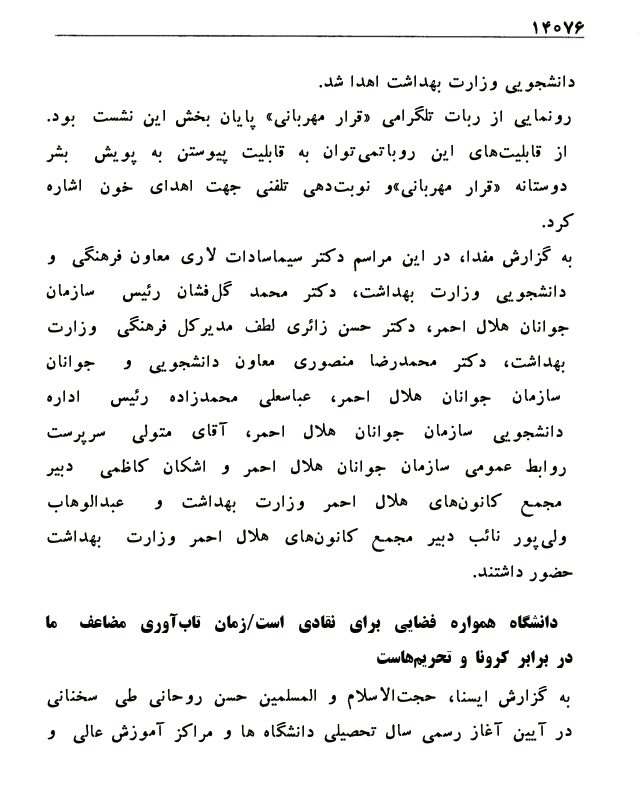 ۱۴۰۷۶
دانشجویی وزارت بهداشت اهدا شد.
رونمایی از ربات تلگرامی «قرار مهربانی» پایان بخش این نشست بود.
از قابلیت‌های این روباتمی‌توان به قابلیت پیوستن به پویش بشر
دوستانه «قرار مهربانی»و نوبت‌دهی تلفنی جهت اهدای خون اشاره
کرد.
به گزارش مفدا، در این مراسم دکتر سیماسادات لاری معاون فرهنگی و
دانشجویی وزارت بهداشت، دکتر محمد گل‌فشان رئیس سازمان
جوانان هلال احمر، دکتر حسن زائری لطف مدیرکل فرهنگی وزارت
بهداشت، دکتر محمدرضا منصوری معاون دانشجویی و جوانان
سازمان جوانان هلال احمر، عباسعلی محمدزاده رئیس اداره
دانشجویی سازمان جوانان هلال احمر، آقای متولی سرپرست
روابط عمومی سازمان جوانان هلال احمر و اشکان کاظمی دبیر
مجمع کانون‌های هلال احمر وزارت بهداشت و عبدالوهاب
ولی‌پور نائب دبیر مجمع کانون‌های هلال احمر وزارت بهداشت
حضور داشتند.
دانشگاه همواره فضایی برای نقادی است/زمان تاب‌آوری مضاعف ما
در برابر کرونا و تحریم‌هاست
به گزارش ایسنا، حجت‌الاسلام و المسلمین حسن روحانی طی سخنانی
در آیین آغاز رسمی سال تحصیلی دانشگاه ها و مراکز آموزش عالی و